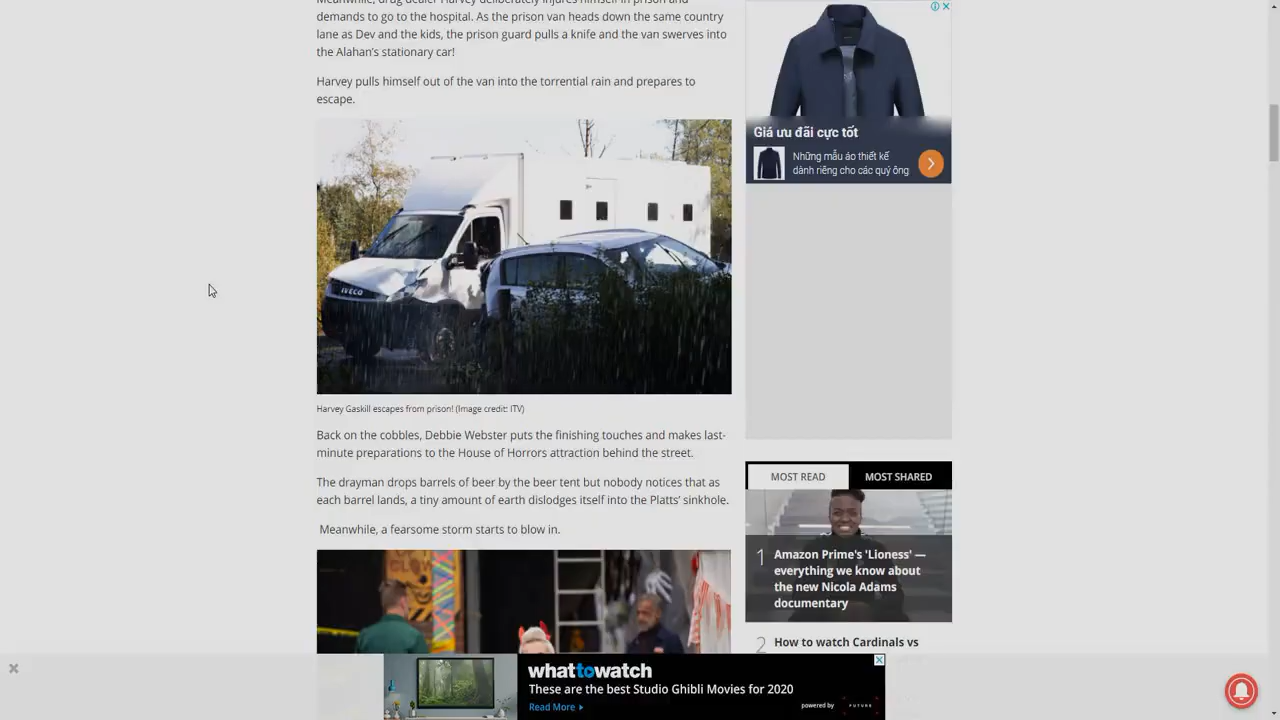 Meanwhile, drug dealer Harvey deliberately injures himself in prison and
demands to go to the hospital. As the prison van heads down the same country
lane as Dev and the kids, the prison guard pulls a knife and the van swerves into
the Alahan's stationary car!
Harvey pulls himself out of the van into the torrential rain and prepares to
escape.
IVECO
Harvey Gaskill escapes from prison! (Image credit: ITV)
Back on the cobbles, Debbie Webster puts the finishing touches and makes last-
minute preparations to the House of Horrors attraction behind the street.
The drayman drops barrels of beer by the beer tent but nobody notices that as
each barrel lands, a tiny amount of earth dislodges itself into the Platts' sinkhole.
Meanwhile, a fearsome storm starts to blow in.
Giá ưu đãi cực tốt
Những mẫu áo thiết kế
dành riêng cho các quý ông
MOST READ
MOST SHARED
1
Amazon Prime's 'Lioness' —
everything we know about
the new Nicola Adams
documentary
2
How to watch Cardinals vs
whattowatch
These are the best Studio Ghibli Movies for 2020
Read More
powered by
FUTURE